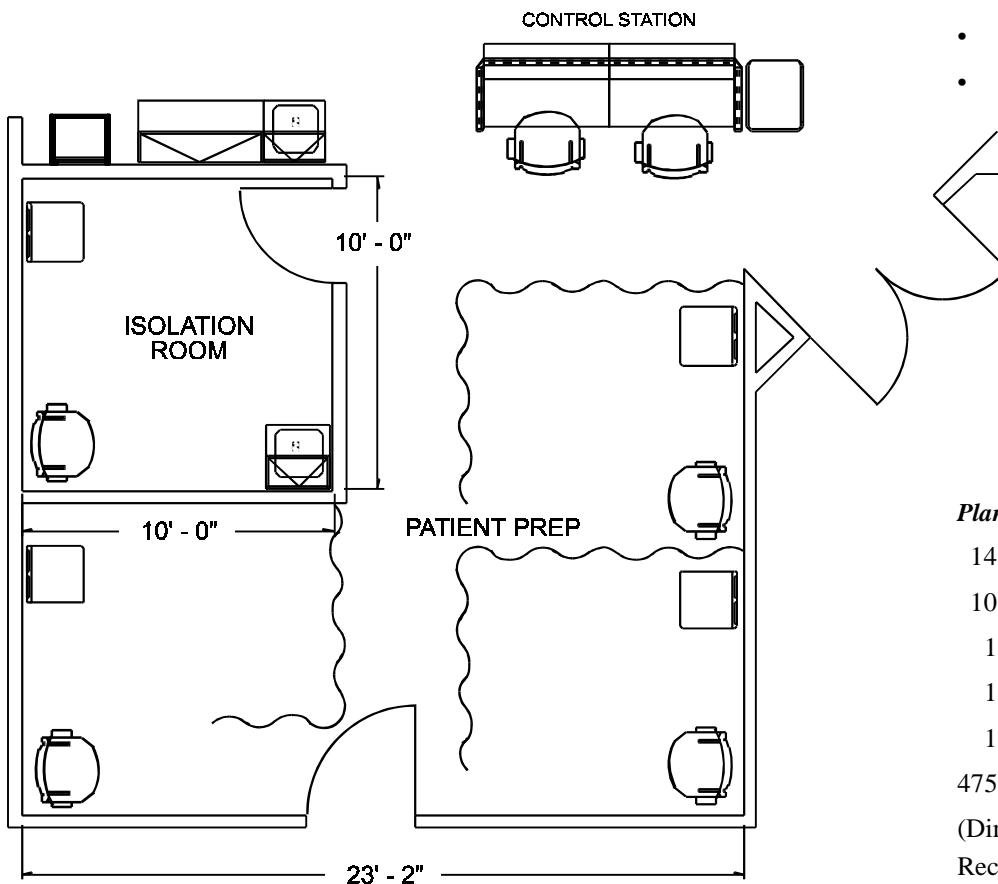 CONTROL STATION
•
•
10' - 0"
ISOLATION
ROOM
10' - 0"
PATIENT PREP
23' - 2"
14
10
1
1
1
475